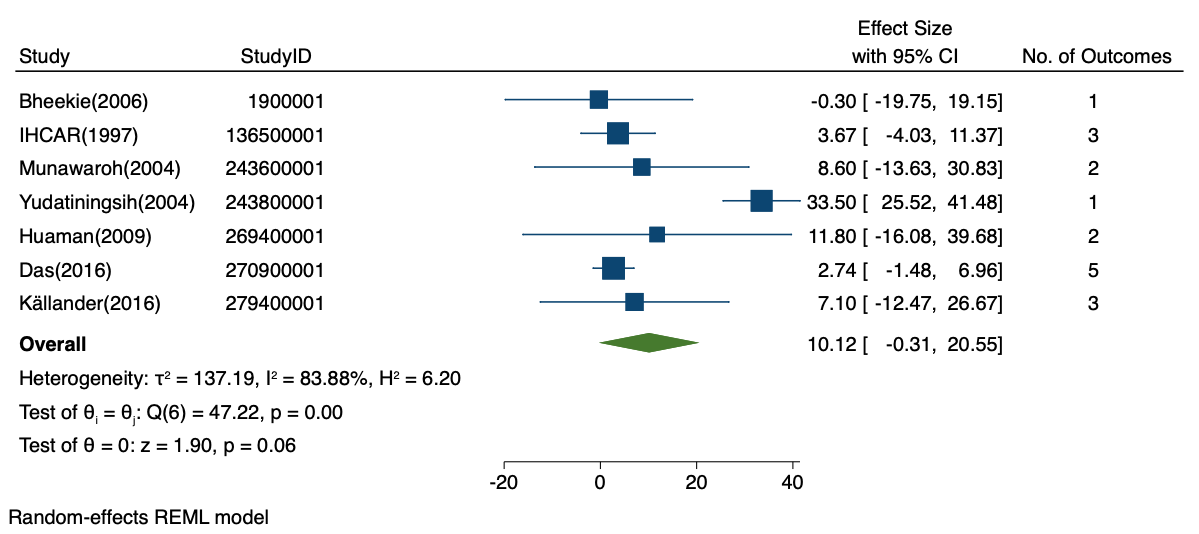 Effect Size
Study StudyID with 95% CI No. of Outcomes
Bheekie(2006) 1900001 -0.30 [ -19.75, 19.15] 1
IHCAR(1997) 136500001 3.67 [ -4.03, 11.37] 3
Munawaroh(2004) 243600001 8.60 [ -13.63, 30.83] 2
Yudatiningsih(2004) 243800001 33.50 [ 25.52, 41.48] 1
Huaman(2009) 269400001 11.80 [ -16.08, 39.68] 2
Das(2016) 270900001 2.74 [ -1.48, 6.96] 5
Källander(2016) 279400001 7.10 [ -12.47, 26.67] 3
Overall 10.12 [ -0.31, 20.55]
Heterogeneity: τ² = 137.19, I² = 83.88%, H² = 6.20
Test of θᵢ = θⱼ: Q(6) = 47.22, p = 0.00
Test of θ = 0: z = 1.90, p = 0.06
-20 0 20 40
Random-effects REML model